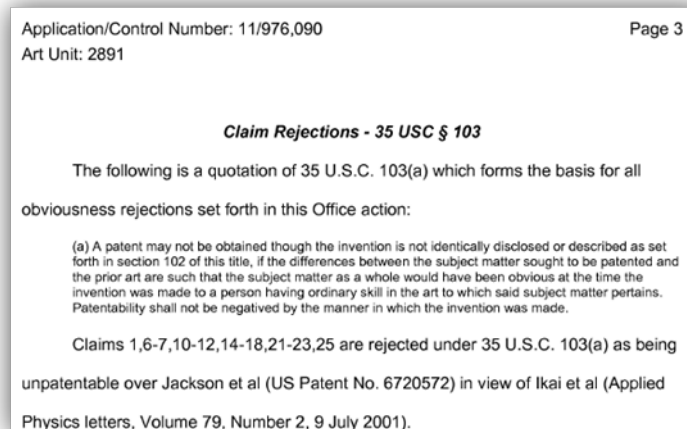 Application/Control Number: 11/976,090 Page 3
Art Unit: 2891
Claim Rejections - 35 USC § 103
The following is a quotation of 35 U.S.C. 103(a) which forms the basis for all
obviousness rejections set forth in this Office action:
(a) A patent may not be obtained though the invention is not identically disclosed or described as set
forth in section 102 of this title, if the differences between the subject matter sought to be patented and
the prior art are such that the subject matter as a whole would have been obvious at the time the
invention was made to a person having ordinary skill in the art to which said subject matter pertains.
Patentability shall not be negatived by the manner in which the invention was made.
Claims 1,6-7,10-12,14-18,21-23,25 are rejected under 35 U.S.C. 103(a) as being
unpatentable over Jackson et al (US Patent No. 6720572) in view of Ikai et al (Applied
Physics letters, Volume 79, Number 2, 9 July 2001).